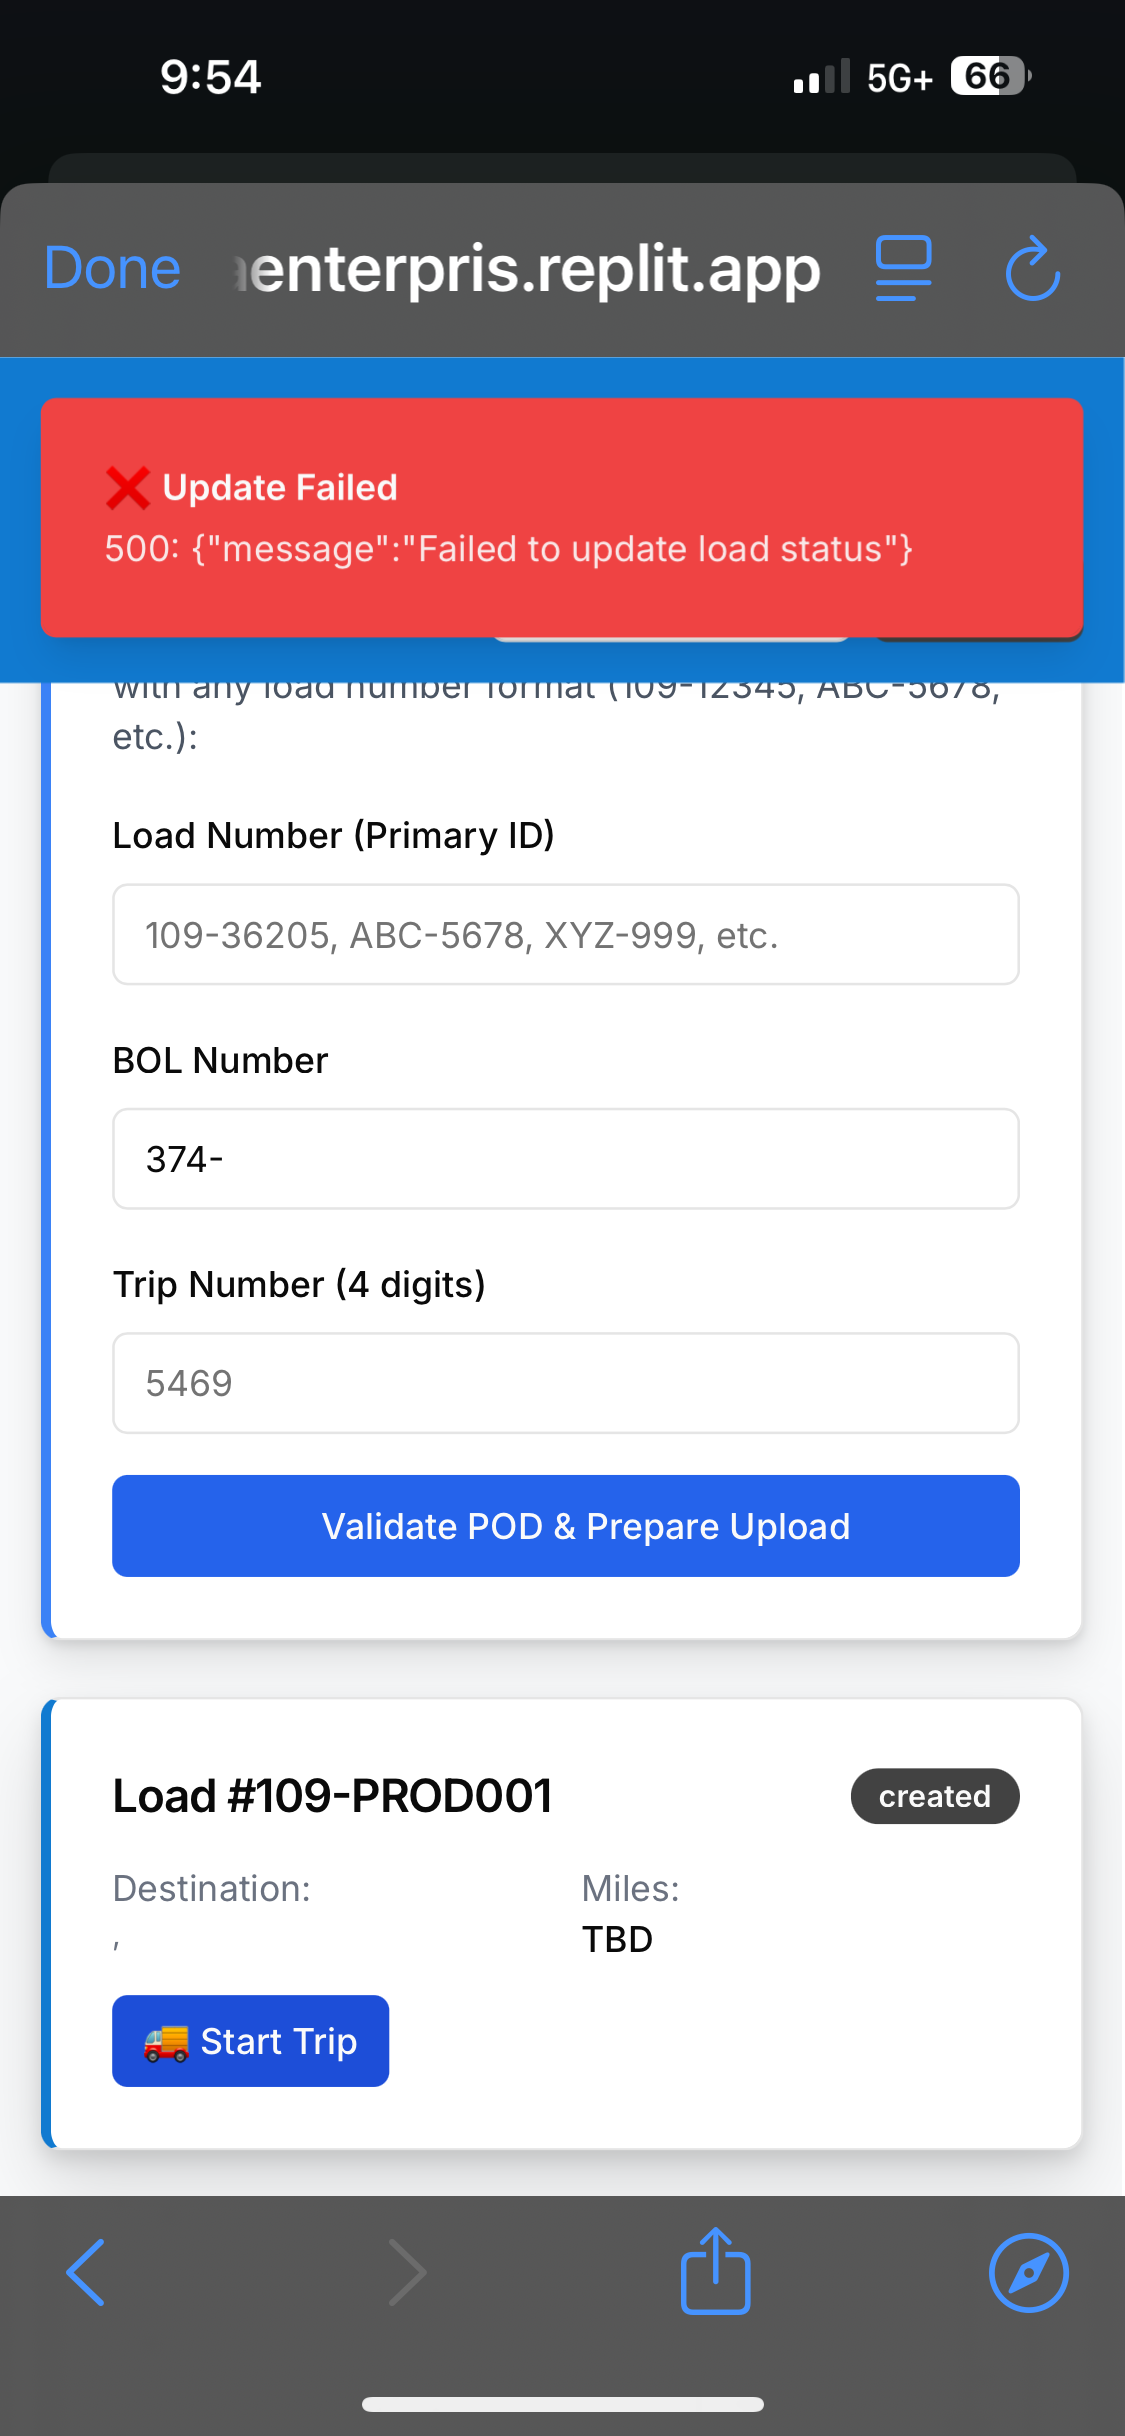 9:54
5G+
66
Done
enterpris.replit.app
❌ Update Failed
500: {"message":"Failed to update load status"}
with any load number format (109-12345, ABC-5678,
etc.):
Load Number (Primary ID)
109-36205, ABC-5678, XYZ-999, etc.
BOL Number
374-
Trip Number (4 digits)
5469
Validate POD & Prepare Upload
Load #109-PROD001
created
Destination:
Miles:
,
TBD
🚚 Start Trip